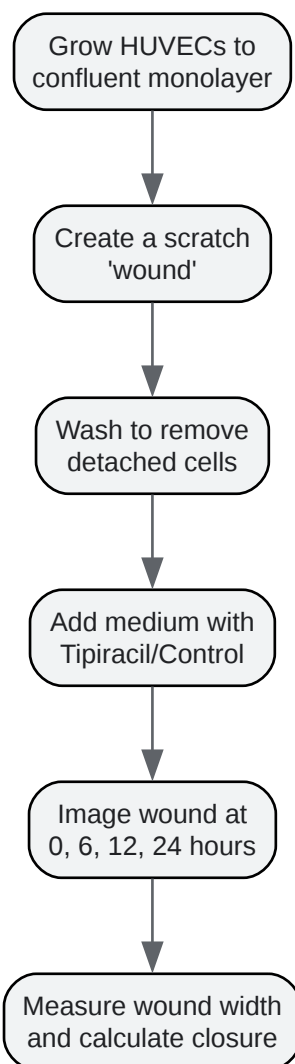 Grow HUVECs to
confluent monolayer
Create a scratch
'wound'
Wash to remove
detached cells
Add medium with
Tipiracil/Control
Image wound at
0, 6, 12, 24 hours
Measure wound width
and calculate closure